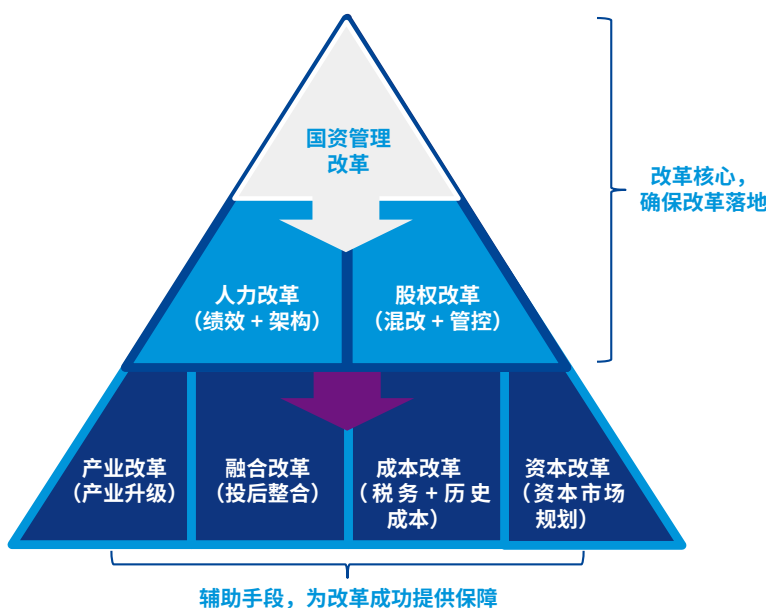 国资管理
改革
改革核心，
确保改革落地
人力改革
（绩效 + 架构）
股权改革
（混改 + 管控）
产业改革
（产业升级）
融合改革
（投后整合）
成本改革
（税务 + 历史
成本）
资本改革
（资本市场
规划）
辅助手段，为改革成功提供保障